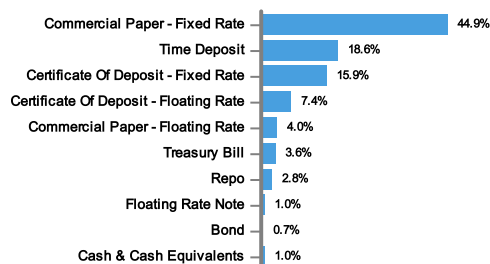 Commercial Paper - Fixed Rate 44.9%
Time Deposit 18.6%
Certificate Of Deposit - Fixed Rate 15.9%
Certificate Of Deposit - Floating Rate 7.4%
Commercial Paper - Floating Rate 4.0%
Treasury Bill 3.6%
Repo 2.8%
Floating Rate Note 1.0%
Bond 0.7%
Cash & Cash Equivalents 1.0%